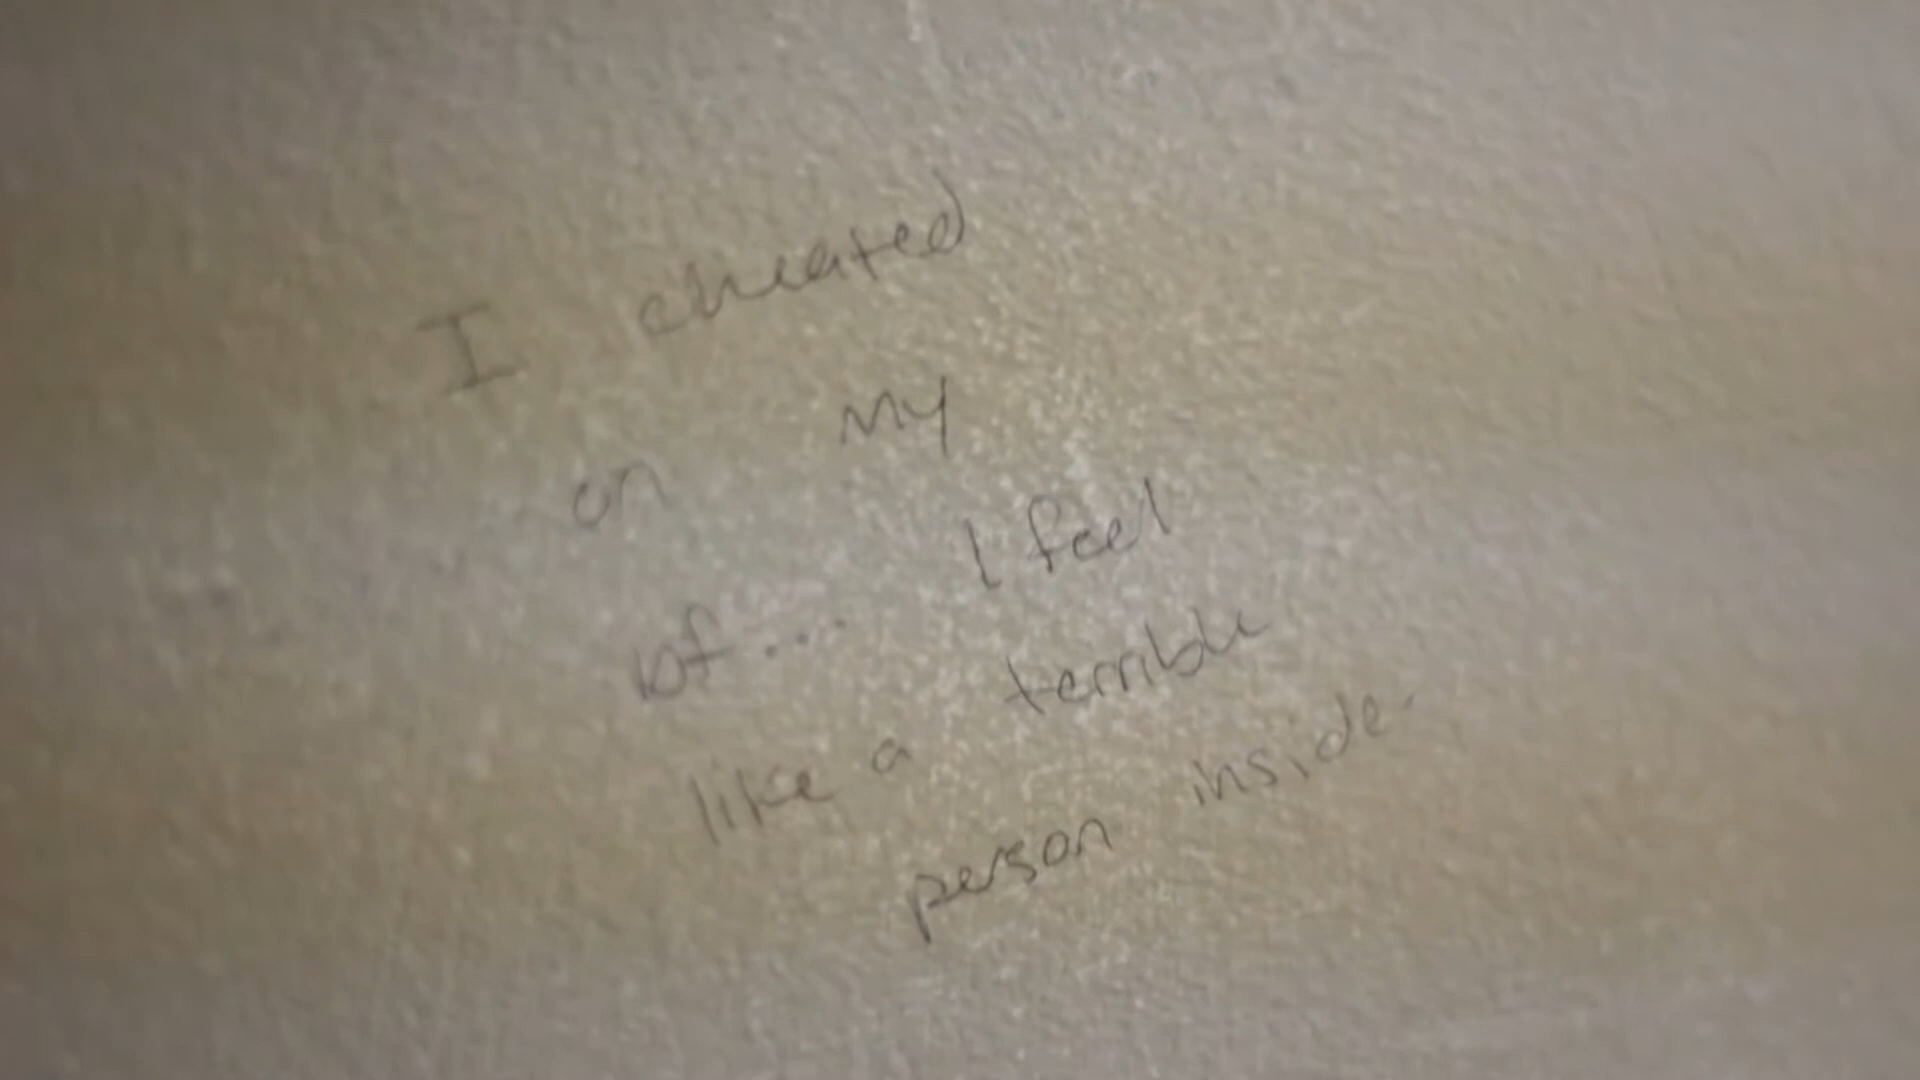 I cheated
on my
bf.... I feel
like a terrible
person inside.